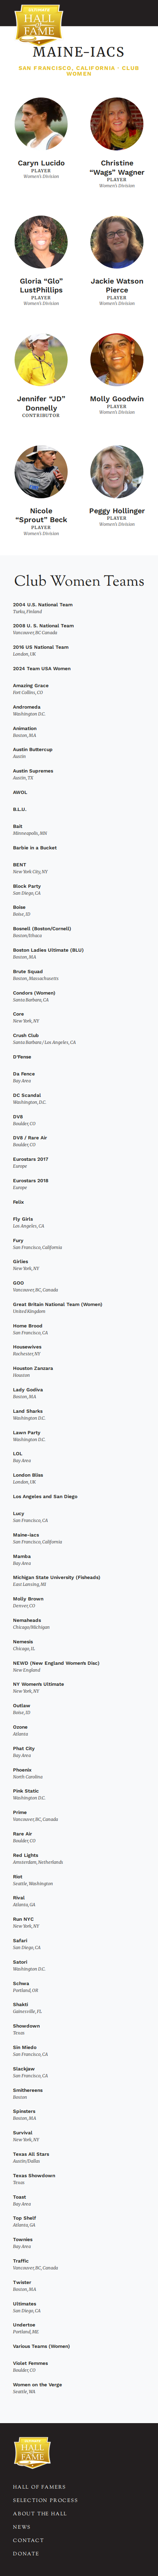 ULTIMATE
HALL
OF
FAME
MAINE-IACS
SAN FRANCISCO, CALIFORNIA · CLUB
WOMEN
Caryn Lucido
PLAYER
Women's Division
Christine
“Wags” Wagner
PLAYER
Women's Division
Gloria “Glo”
LustPhillips
PLAYER
Women's Division
Jackie Watson
Pierce
PLAYER
Women's Division
Jennifer “JD”
Donnelly
CONTRIBUTOR
Molly Goodwin
PLAYER
Women's Division
Nicole
“Sprout” Beck
PLAYER
Women's Division
Peggy Hollinger
PLAYER
Women's Division
Club Women Teams
2004 U.S. National Team
Turku, Finland
2008 U. S. National Team
Vancouver, BC Canada
2016 US National Team
London, UK
2024 Team USA Women
Amazing Grace
Fort Collins, CO
Andromeda
Washington D.C.
Animation
Boston, MA
Austin Buttercup
Austin
Austin Supremes
Austin, TX
AWOL
B.L.U.
Bait
Minneapolis, MN
Barbie in a Bucket
BENT
New York City, NY
Block Party
San Diego, CA
Boise
Boise, ID
Bosnell (Boston/Cornell)
Boston/Ithaca
Boston Ladies Ultimate (BLU)
Boston, MA
Brute Squad
Boston, Massachusetts
Condors (Women)
Santa Barbara, CA
Core
New York, NY
Crush Club
Santa Barbara / Los Angeles, CA
D'Fense
Da Fence
Bay Area
DC Scandal
Washington, D.C.
DV8
Boulder, CO
DV8 / Rare Air
Boulder, CO
Eurostars 2017
Europe
Eurostars 2018
Europe
Felix
Fly Girls
Los Angeles, CA
Fury
San Francisco, California
Girlies
New York, NY
GOO
Vancouver, BC, Canada
Great Britain National Team (Women)
United Kingdom
Home Brood
San Francisco, CA
Housewives
Rochester, NY
Houston Zanzara
Houston
Lady Godiva
Boston, MA
Land Sharks
Washington D.C.
Lawn Party
Washington D.C.
LOL
Bay Area
London Bliss
London, UK
Los Angeles and San Diego
Lucy
San Francisco, CA
Maine-iacs
San Francisco, California
Mamba
Bay Area
Michigan State University (Fisheads)
East Lansing, MI
Molly Brown
Denver, CO
Nemaheads
Chicago/Michigan
Nemesis
Chicago, IL
NEWD (New England Women's Disc)
New England
NY Women's Ultimate
New York, NY
Outlaw
Boise, ID
Ozone
Atlanta
Phat City
Bay Area
Phoenix
North Carolina
Pink Static
Washington D.C.
Prime
Vancouver, BC, Canada
Rare Air
Boulder, CO
Red Lights
Amsterdam, Netherlands
Riot
Seattle, Washington
Rival
Atlanta, GA
Run NYC
New York, NY
Safari
San Diego, CA
Satori
Washington D.C.
Schwa
Portland, OR
Shakti
Gainesville, FL
Showdown
Texas
Sin Miedo
San Francisco, CA
Slackjaw
San Francisco, CA
Smithereens
Boston
Spinsters
Boston, MA
Survival
New York, NY
Texas All Stars
Austin/Dallas
Texas Showdown
Texas
Toast
Bay Area
Top Shelf
Atlanta, GA
Townies
Bay Area
Traffic
Vancouver, BC, Canada
Twister
Boston, MA
Ultimates
San Diego, CA
Undertoe
Portland, ME
Various Teams (Women)
Violet Femmes
Boulder, CO
Women on the Verge
Seattle, WA
ULTIMATE
HALL
OF
FAME
HALL OF FAMERS
SELECTION PROCESS
ABOUT THE HALL
NEWS
CONTACT
DONATE